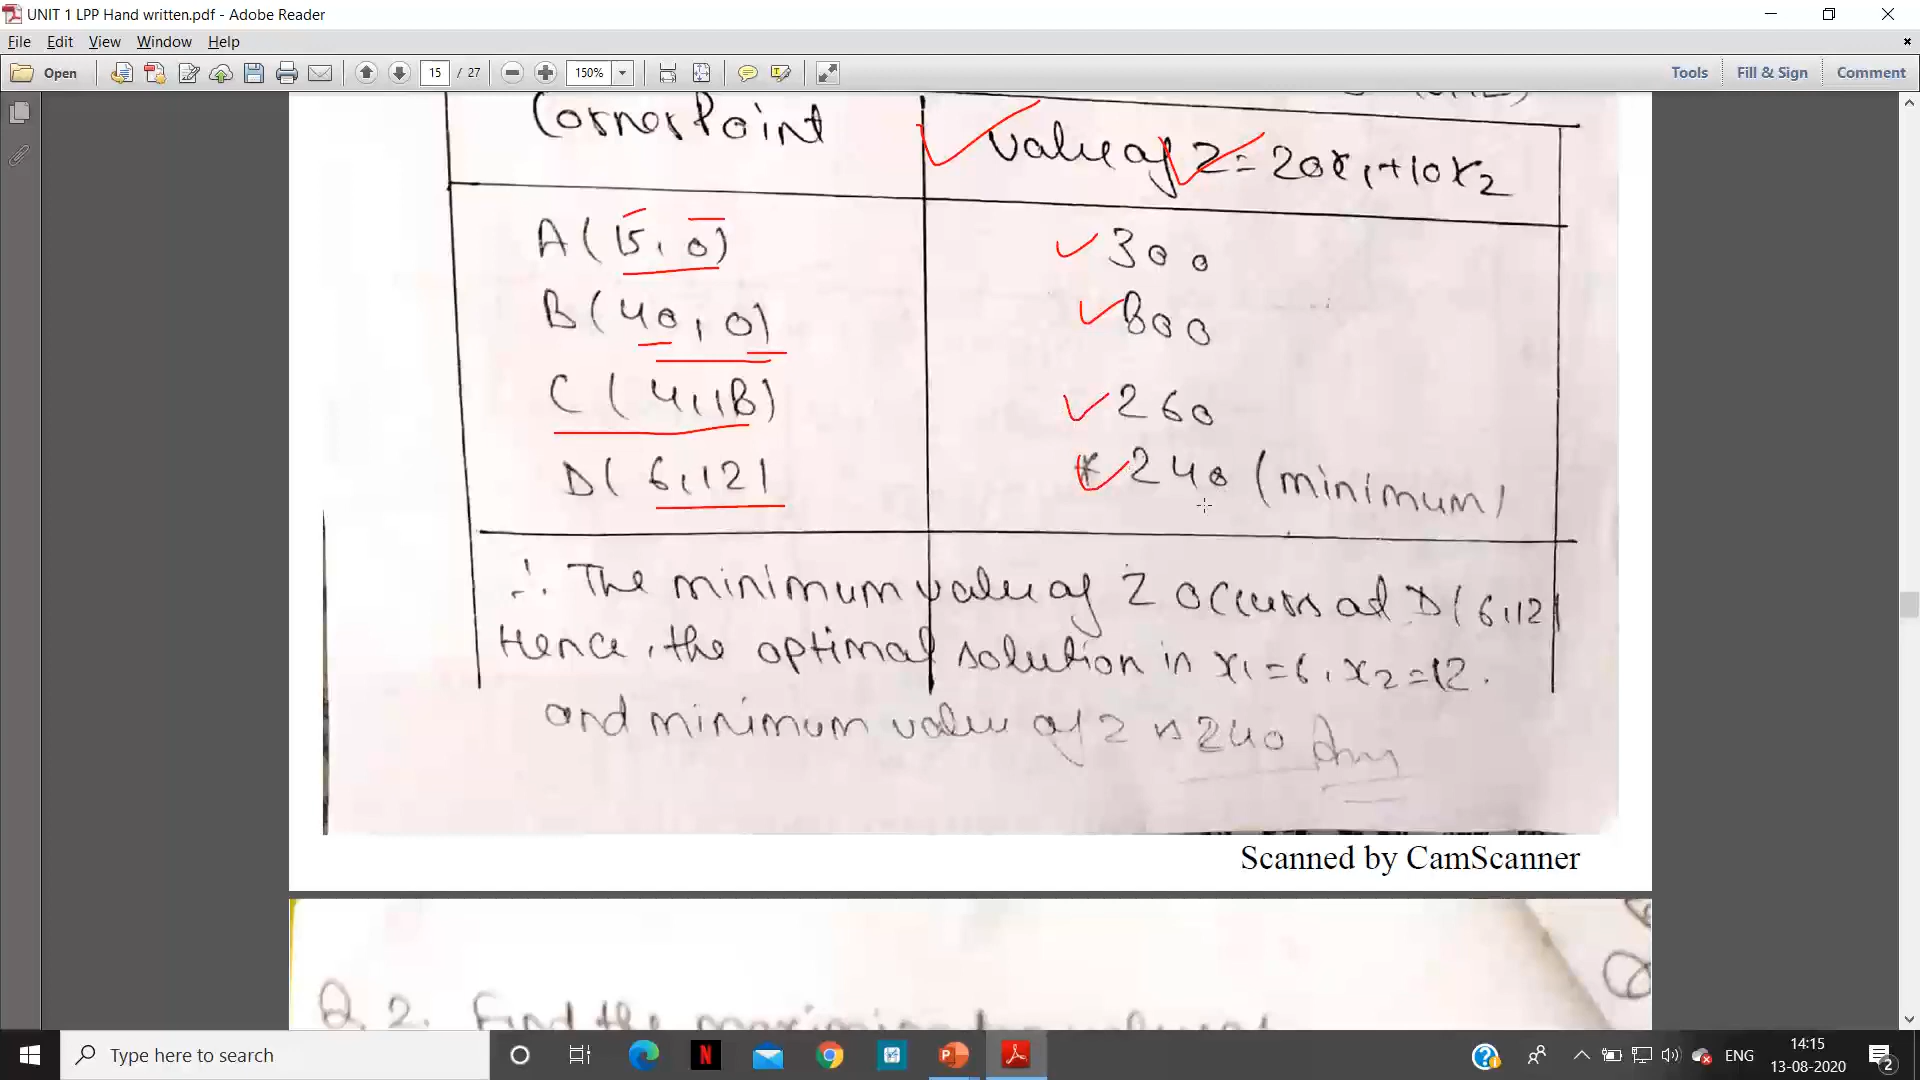 UNIT 1 LPP Hand written.pdf - Adobe Reader
File Edit View Window Help
Open 15 / 27 150% Tools Fill & Sign Comment
Corner Point
value of Z = 20x1+10x2
A(15, 0) 300
B(40, 0) 800
C(4, 18) 260
D(6, 12) * 240 (minimum)
∴ The minimum value of Z occurs at D(6,12)
Hence, the optimal solution is x1=6, x2=12.
and minimum value of Z is 240 Ans
Scanned by CamScanner
Q.2. Find the
Type here to search
ENG
14:15
13-08-2020
2